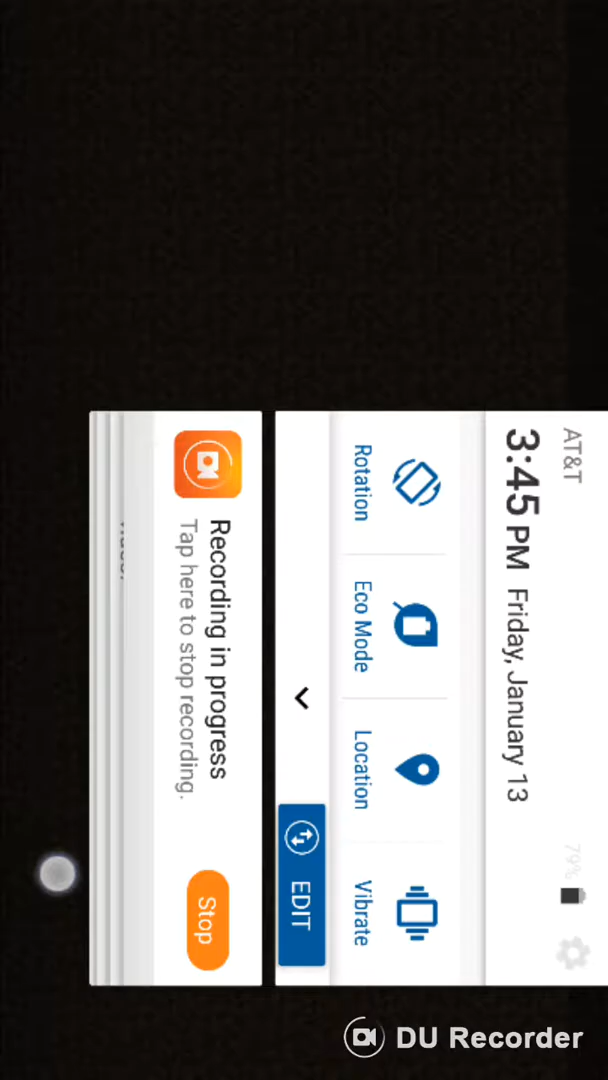 AT&T
79%
3:45 PM Friday, January 13
Rotation
Eco Mode
Location
Vibrate
EDIT
Recording in progress
Tap here to stop recording.
Stop
DU Recorder